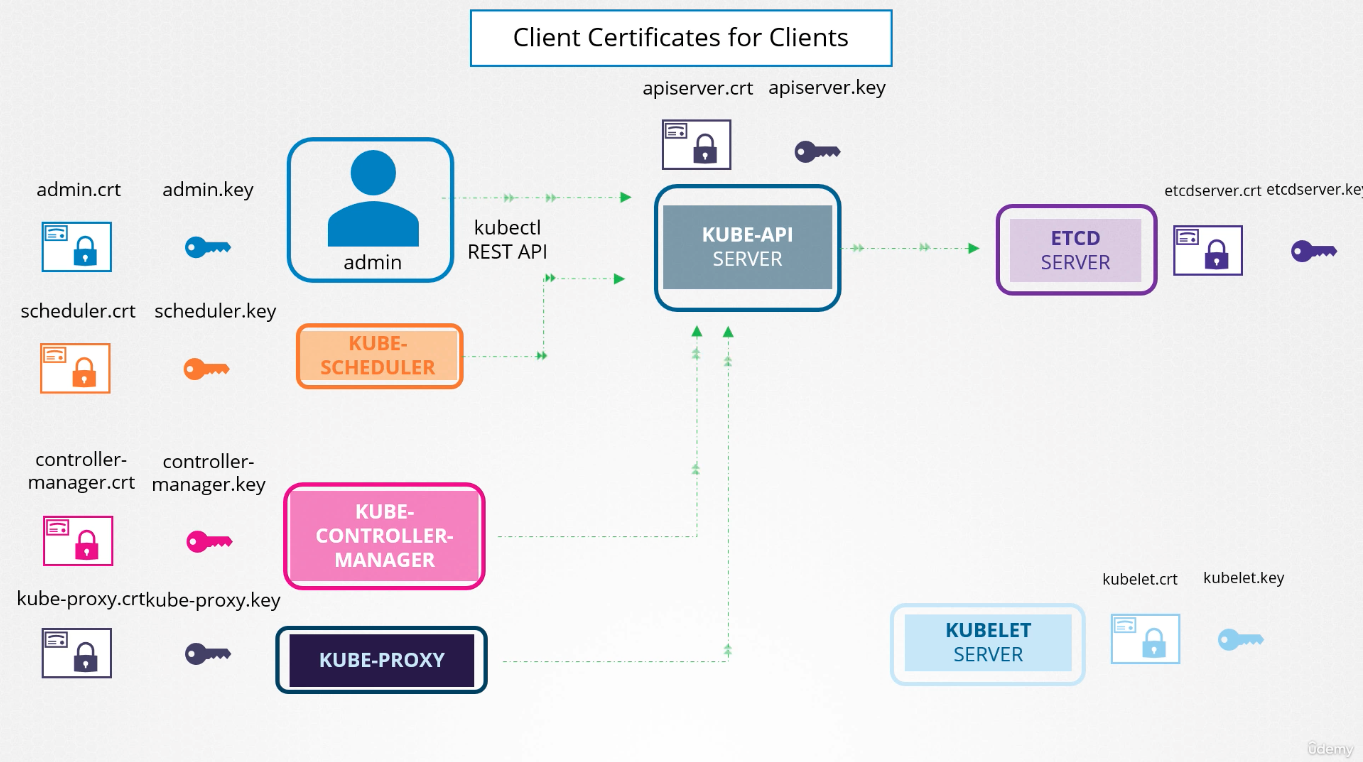 Client Certificates for Clients
apiserver.crt apiserver.key
admin.crt admin.key
admin
kubectl
REST API
KUBE-API
SERVER
etcdserver.crt etcdserver.key
ETCD
SERVER
scheduler.crt scheduler.key
KUBE-
SCHEDULER
controller-
manager.crt
controller-
manager.key
KUBE-
CONTROLLER-
MANAGER
kube-proxy.crt kube-proxy.key
KUBE-PROXY
kubelet.crt kubelet.key
KUBELET
SERVER
ûdemy